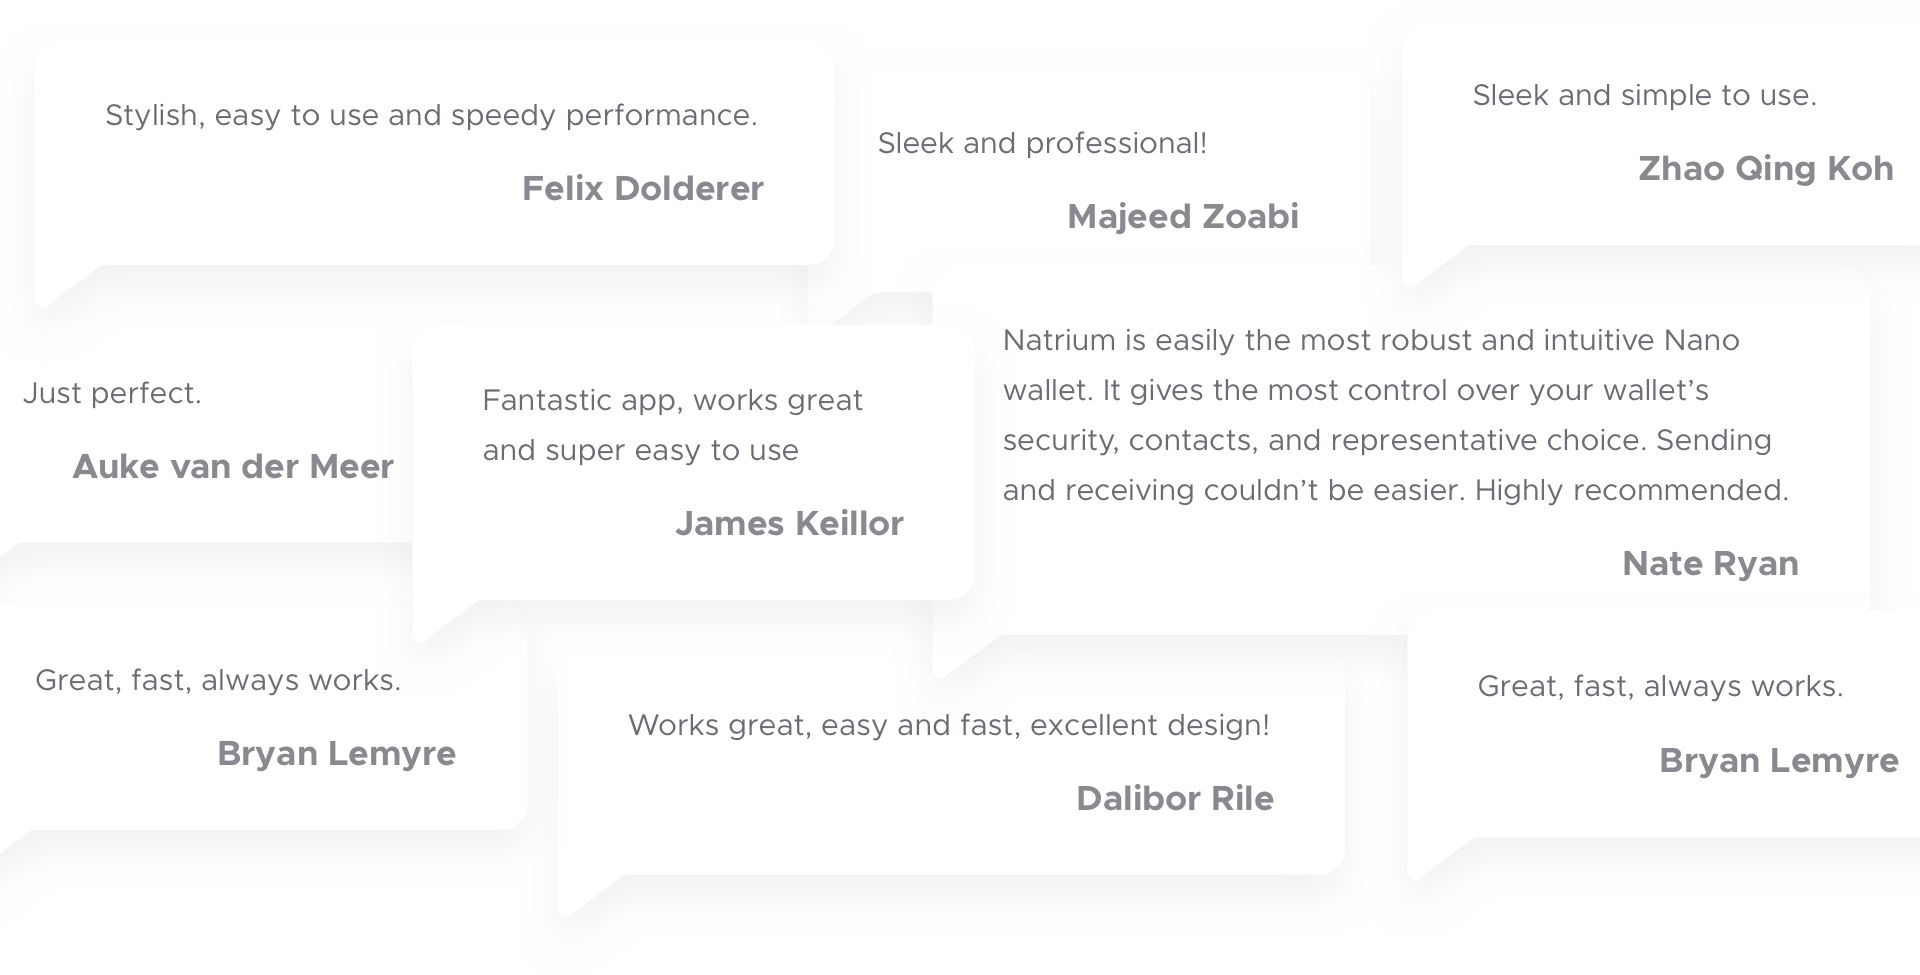 Stylish, easy to use and speedy performance.
Felix Dolderer
Sleek and professional!
Majeed Zoabi
Sleek and simple to use.
Zhao Qing Koh
Just perfect.
Auke van der Meer
Fantastic app, works great
and super easy to use
James Keillor
Natrium is easily the most robust and intuitive Nano
wallet. It gives the most control over your wallet’s
security, contacts, and representative choice. Sending
and receiving couldn’t be easier. Highly recommended.
Nate Ryan
Great, fast, always works.
Bryan Lemyre
Works great, easy and fast, excellent design!
Dalibor Rile
Great, fast, always works.
Bryan Lemyre